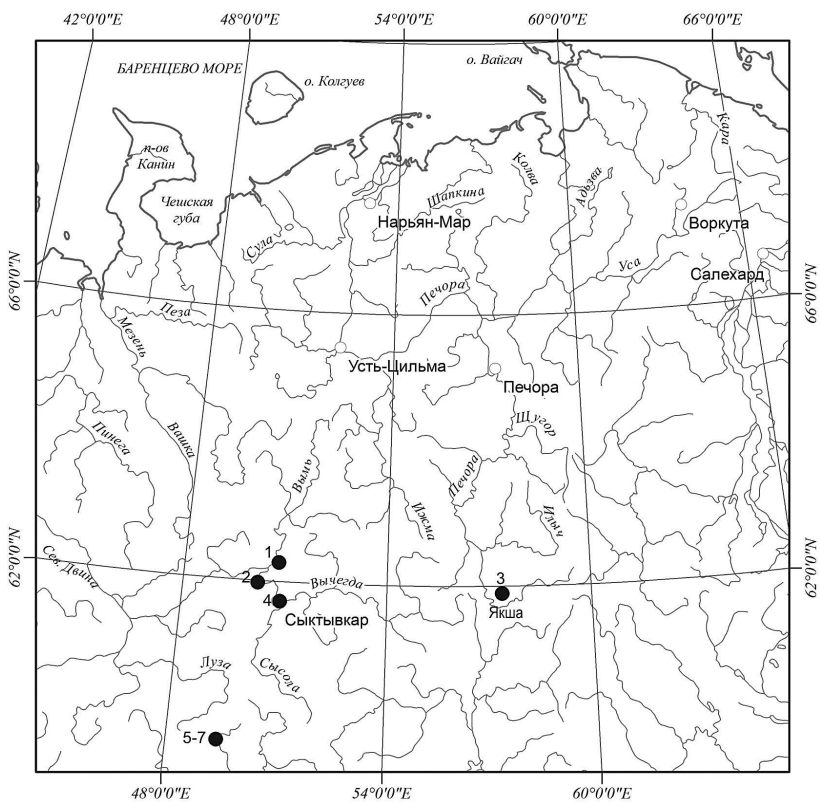 42°0'0"E 48°0'0"E 54°0'0"E 60°0'0"E 66°0'0"E
БАРЕНЦЕВО МОРЕ
о. Колгуев
о. Вайгач
Кара
п-ов
Канин
Чешская
губа
Колва
Адьзва
Шапкина
Нарьян-Мар
Воркута
Сула
Уса
Салехард
66°0'0"N
66°0'0"N
Печора
Пеза
Мезень
Усть-Цильма
Печора
Щугор
Пинега
Вашка
Вымь
Печора
Ижма
Илыч
62°0'0"N
62°0'0"N
Сев. Двина
1
2
Вычегда
3
4
Якша
Сыктывкар
Луза
Сысола
5-7
48°0'0"E 54°0'0"E 60°0'0"E